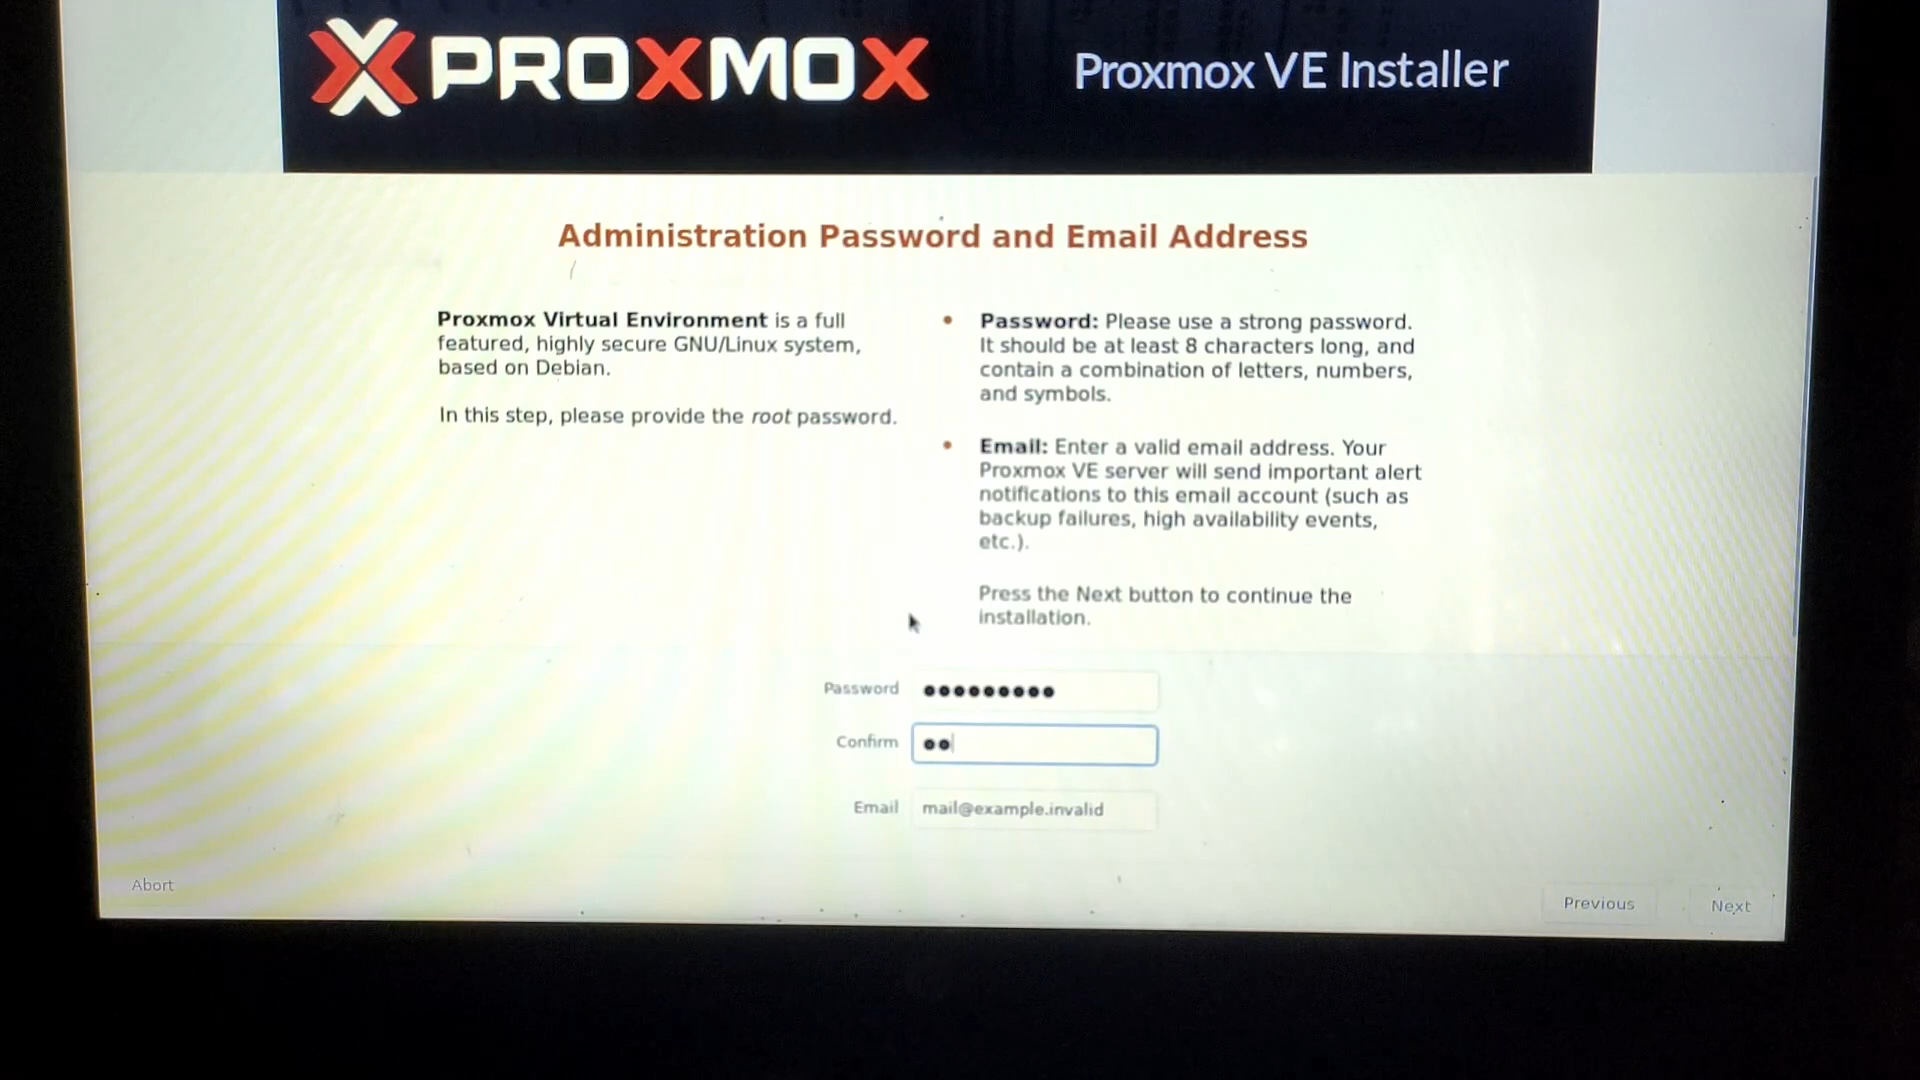 PROXMOX
Proxmox VE Installer
Administration Password and Email Address
Proxmox Virtual Environment is a full
featured, highly secure GNU/Linux system,
based on Debian.
In this step, please provide the root password.
Password: Please use a strong password.
It should be at least 8 characters long, and
contain a combination of letters, numbers,
and symbols.
Email: Enter a valid email address. Your
Proxmox VE server will send important alert
notifications to this email account (such as
backup failures, high availability events,
etc.).
Press the Next button to continue the
installation.
Password ●●●●●●●●●
Confirm ●●
Email mail@example.invalid
Abort
Previous
Next